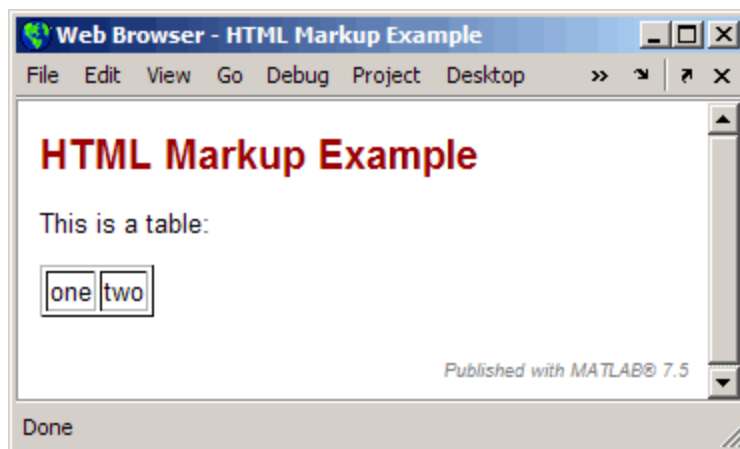 Web Browser - HTML Markup Example
File Edit View Go Debug Project Desktop
HTML Markup Example
This is a table:
one two
Published with MATLAB® 7.5
Done